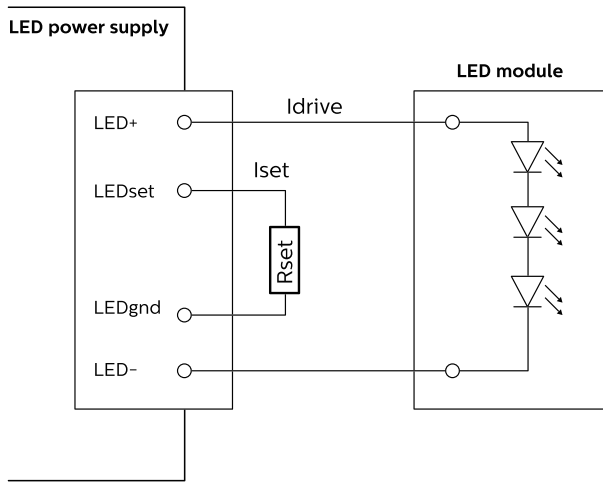 LED power supply
LED module
LED+
Idrive
LEDset
Iset
Rset
LEDgnd
LED-